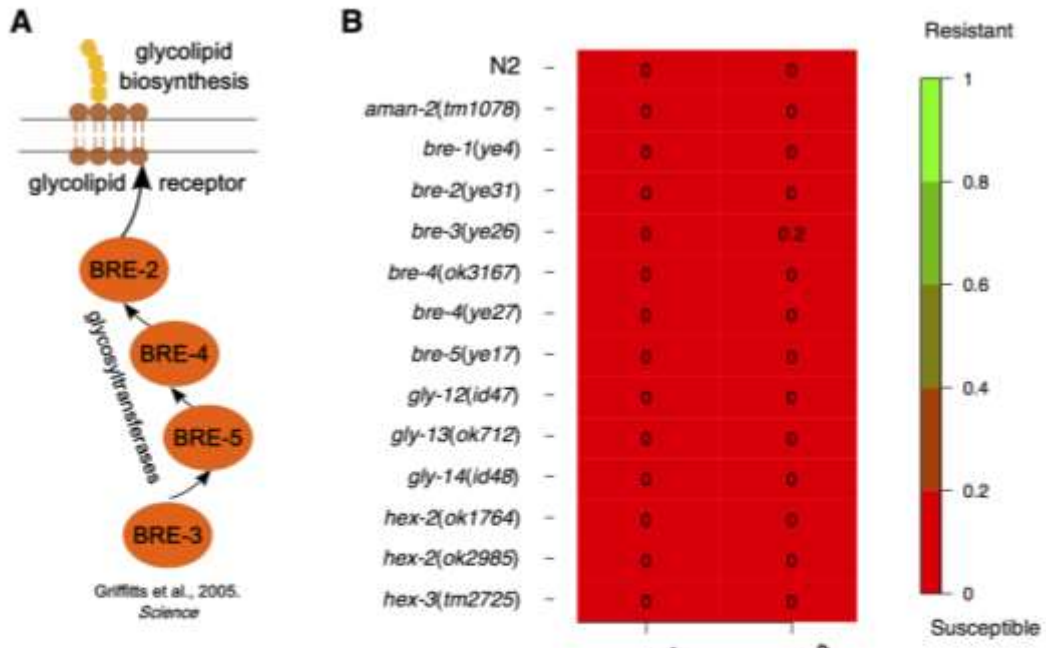 A
glycolipid
biosynthesis
glycolipid receptor
BRE-2
glycosyltransferases
BRE-4
BRE-5
BRE-3
Griffitts et al., 2005.
Science
B
N2 0 0
aman-2(tm1078) 0 0
bre-1(ye4) 0 0
bre-2(ye31) 0 0
bre-3(ye26) 0 0.2
bre-4(ok3167) 0 0
bre-4(ye27) 0 0
bre-5(ye17) 0 0
gly-12(id47) 0 0
gly-13(ok712) 0 0
gly-14(id48) 0 0
hex-2(ok1764) 0 0
hex-2(ok2985) 0 0
hex-3(tm2725) 0 0
Resistant
1
0.8
0.6
0.4
0.2
0
Susceptible